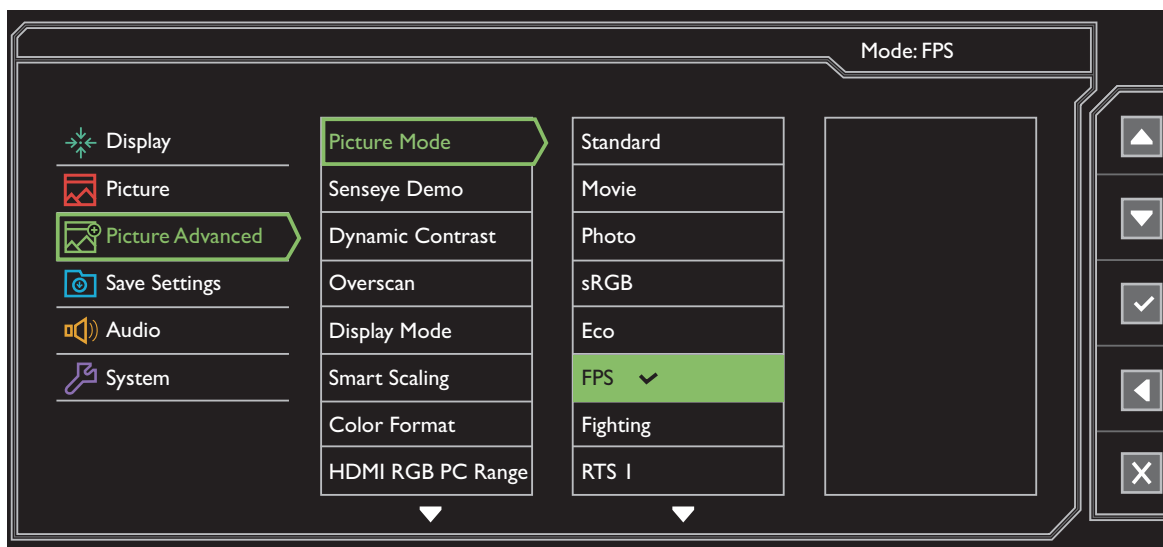 Mode: FPS
Display
Picture
Picture Advanced
Save Settings
Audio
System
Picture Mode
Senseye Demo
Dynamic Contrast
Overscan
Display Mode
Smart Scaling
Color Format
HDMI RGB PC Range
Standard
Movie
Photo
sRGB
Eco
FPS
Fighting
RTS 1